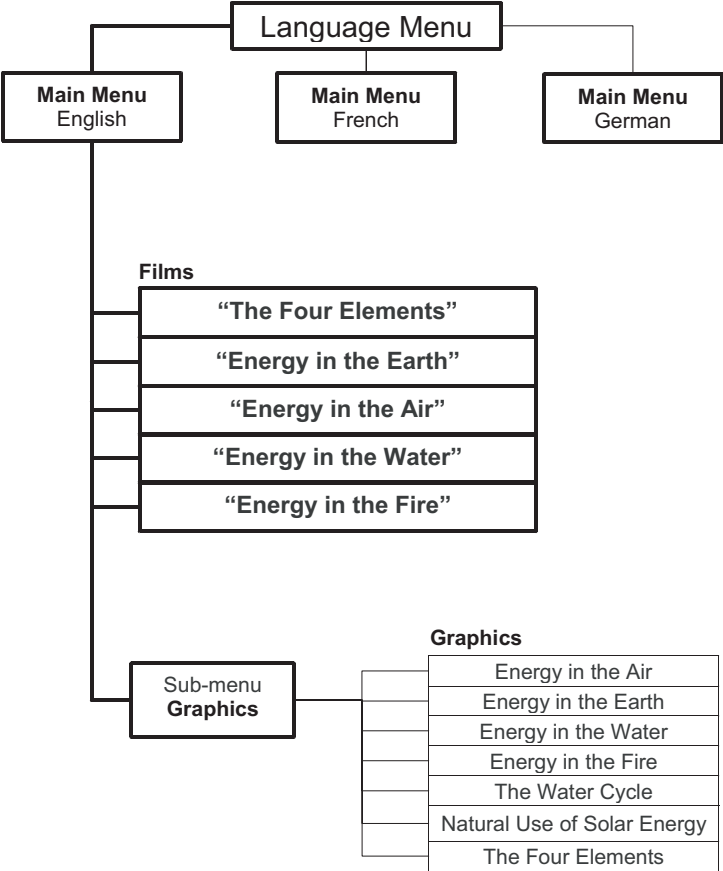 Language Menu
Main Menu
English
Main Menu
French
Main Menu
German
Films
“The Four Elements”
“Energy in the Earth”
“Energy in the Air”
“Energy in the Water”
“Energy in the Fire”
Sub-menu
Graphics
Graphics
Energy in the Air
Energy in the Earth
Energy in the Water
Energy in the Fire
The Water Cycle
Natural Use of Solar Energy
The Four Elements